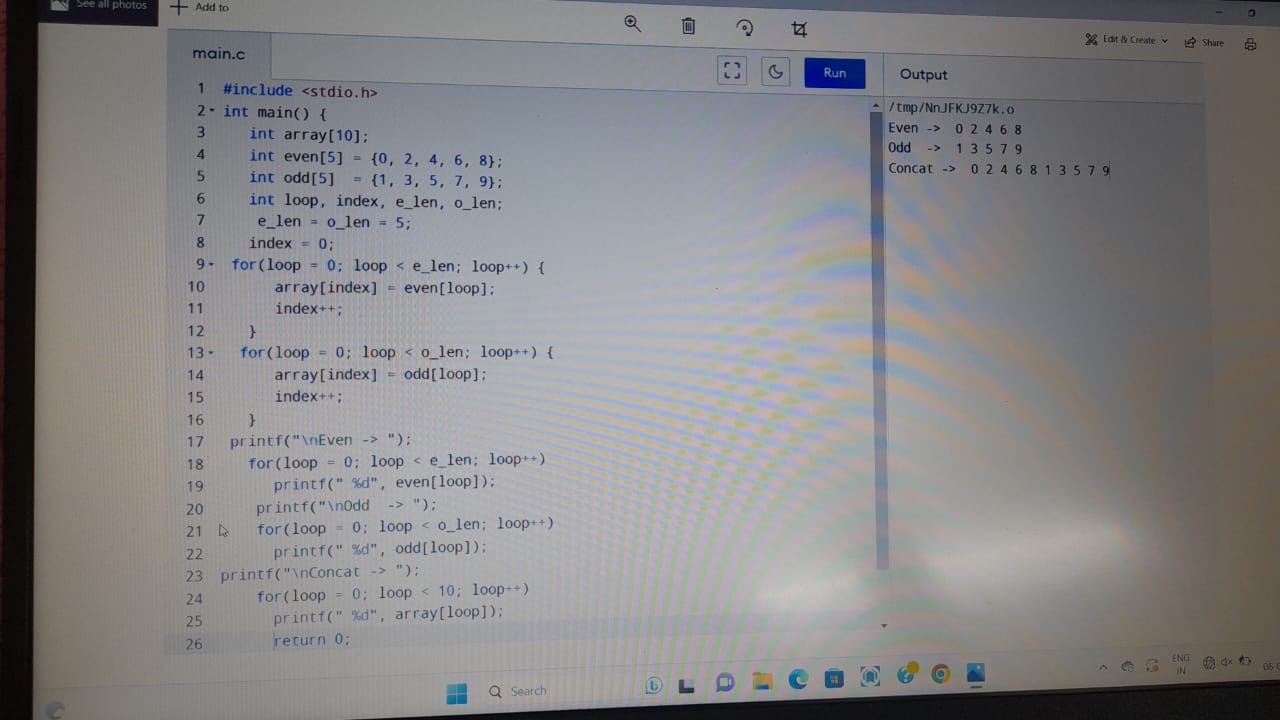 See all photos
Add to
Edit & Create
Share
main.c
Run
Output
1 #include <stdio.h>
2 int main() {
3 int array[10];
4 int even[5] = {0, 2, 4, 6, 8};
5 int odd[5] = {1, 3, 5, 7, 9};
6 int loop, index, e_len, o_len;
7 e_len = o_len = 5;
8 index = 0;
9 for(loop = 0; loop < e_len; loop++) {
10 array[index] = even[loop];
11 index++;
12 }
13 for(loop = 0; loop < o_len; loop++) {
14 array[index] = odd[loop];
15 index++;
16 }
17 printf("\nEven -> ");
18 for(loop = 0; loop < e_len; loop++)
19 printf(" %d", even[loop]);
20 printf("\nOdd -> ");
21 for(loop = 0; loop < o_len; loop++)
22 printf(" %d", odd[loop]);
23 printf("\nConcat -> ");
24 for(loop = 0; loop < 10; loop++)
25 printf(" %d", array[loop]);
26 return 0;
/tmp/NnJFKJ9Z7k.o
Even -> 0 2 4 6 8
Odd -> 1 3 5 7 9
Concat -> 0 2 4 6 8 1 3 5 7 9
Search
ENG
IN